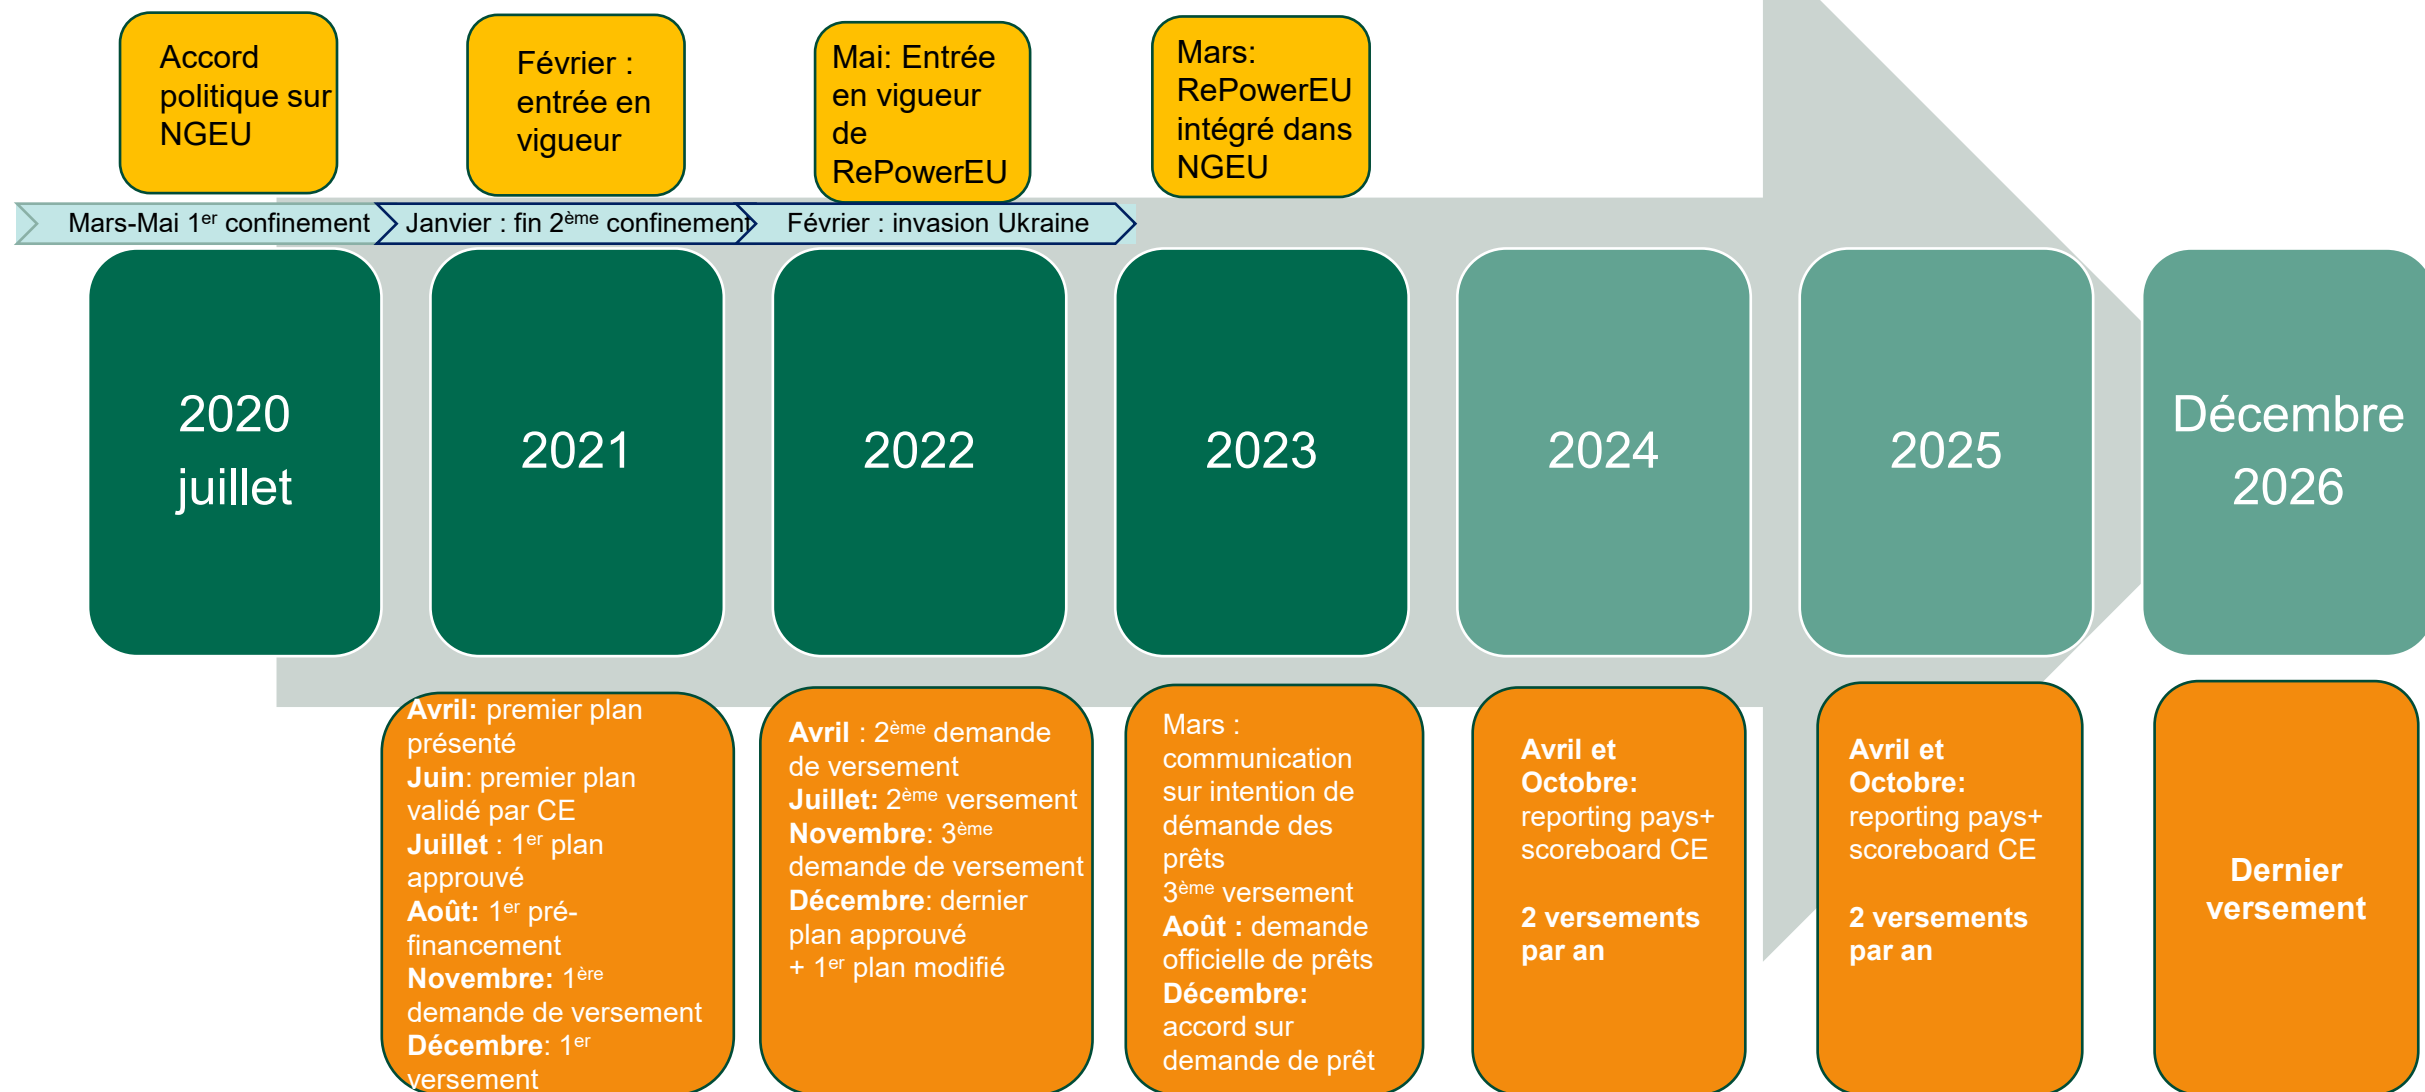 Accord
politique sur
NGEU
Février :
entrée en
vigueur
Mai: Entrée
en vigueur
de
RePowerEU
Mars:
RePowerEU
intégré dans
NGEU
Mars-Mai 1er confinement
Janvier : fin 2ème confinement
Février : invasion Ukraine
2020
juillet
2021
2022
2023
2024
2025
Décembre
2026
Avril: premier plan
présenté
Juin: premier plan
validé par CE
Juillet : 1er plan
approuvé
Août: 1er pré-
financement
Novembre: 1ère
demande de versement
Décembre: 1er
versement
Avril : 2ème demande
de versement
Juillet: 2ème versement
Novembre: 3ème
demande de versement
Décembre: dernier
plan approuvé
+ 1er plan modifié
Mars :
communication
sur intention de
démande des
prêts
3ème versement
Août : demande
officielle de prêts
Décembre:
accord sur
demande de prêt
Avril et
Octobre:
reporting pays+
scoreboard CE
2 versements
par an
Avril et
Octobre:
reporting pays+
scoreboard CE
2 versements
par an
Dernier
versement